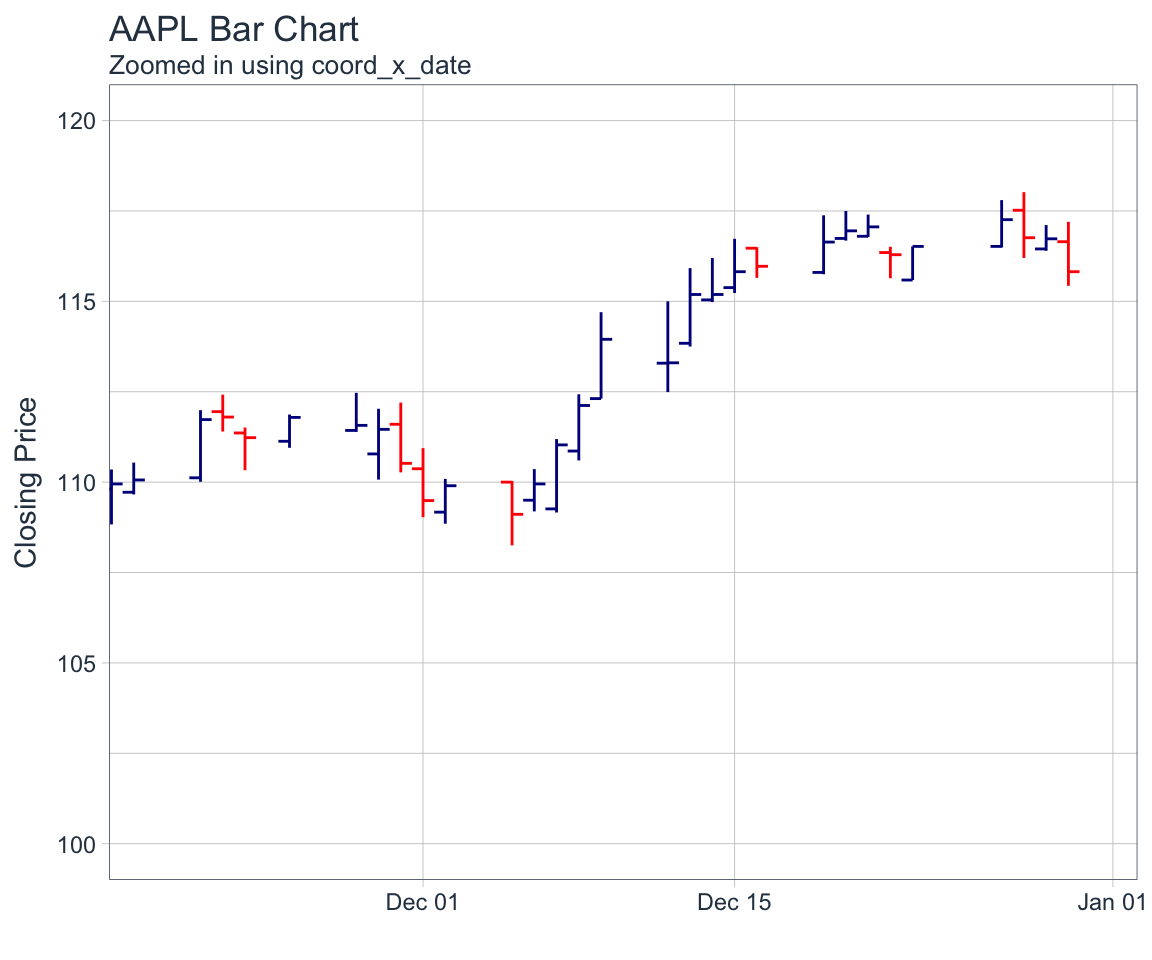 AAPL Bar Chart
Zoomed in using coord_x_date
120
115
110
105
100
Closing Price
Dec 01
Dec 15
Jan 01